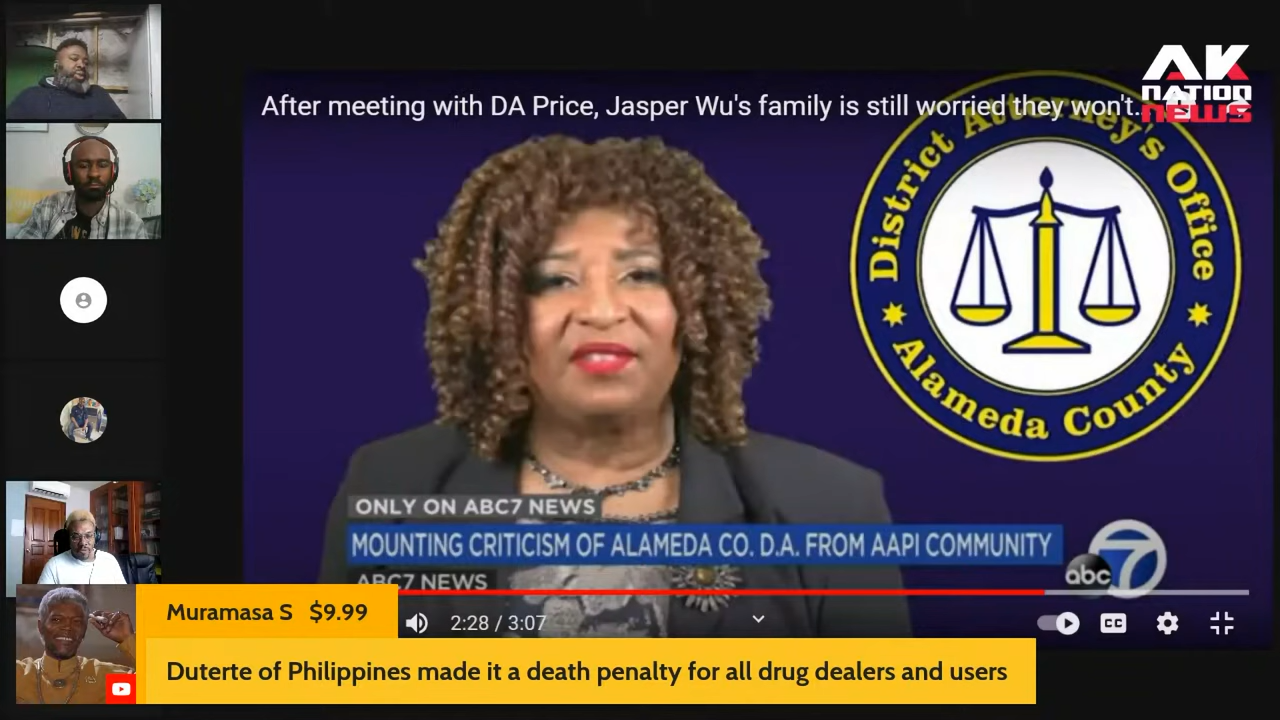 AK
NATION
NEWS
After meeting with DA Price, Jasper Wu's family is still worried they won't...
District Attorney's Office
Alameda County
ONLY ON ABC7 NEWS
MOUNTING CRITICISM OF ALAMEDA CO. D.A. FROM AAPI COMMUNITY
ABC7 NEWS
abc 7
2:28 / 3:07
CC
Muramasa S $9.99
Duterte of Philippines made it a death penalty for all drug dealers and users